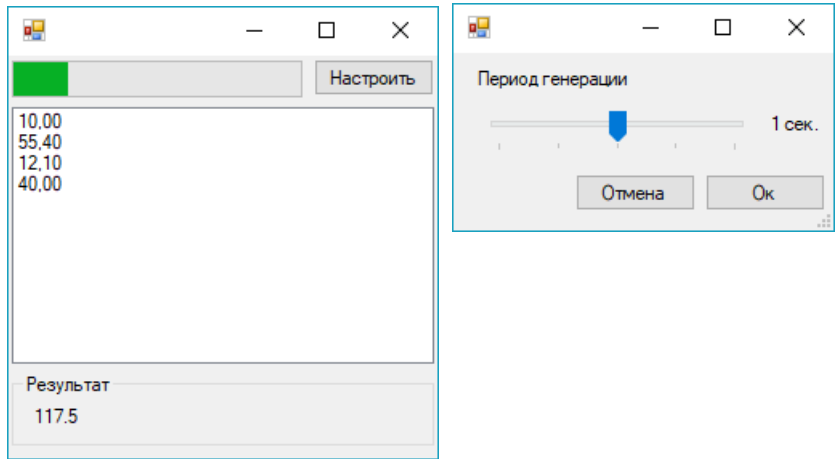 Настроить
10,00
55,40
12,10
40,00
Результат
117.5
Период генерации
1 сек.
Отмена
Ок